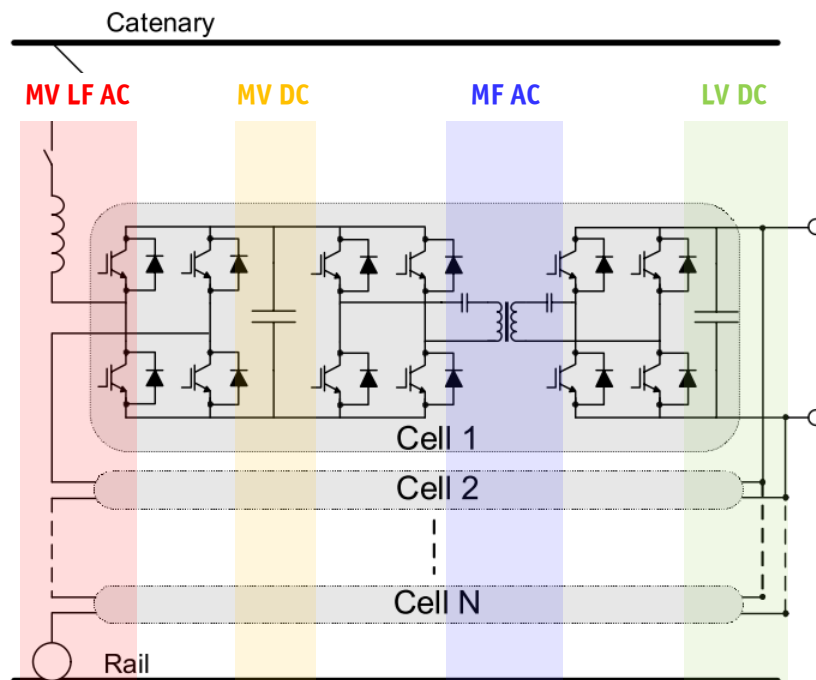 Catenary
MV LF AC
MV DC
MF AC
LV DC
Cell 1
Cell 2
Cell N
Rail